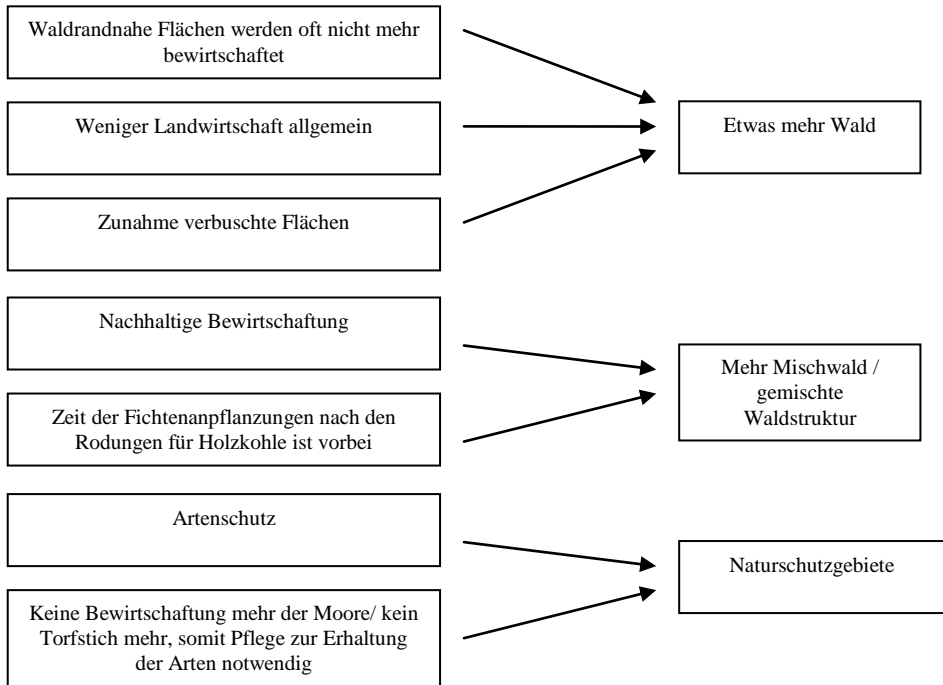 Waldrandnahe Flächen werden oft nicht mehr
bewirtschaftet
Weniger Landwirtschaft allgemein
Etwas mehr Wald
Zunahme verbuschte Flächen
Nachhaltige Bewirtschaftung
Mehr Mischwald /
gemischte
Waldstruktur
Zeit der Fichtenanpflanzungen nach den
Rodungen für Holzkohle ist vorbei
Artenschutz
Naturschutzgebiete
Keine Bewirtschaftung mehr der Moore/ kein
Torfstich mehr, somit Pflege zur Erhaltung
der Arten notwendig